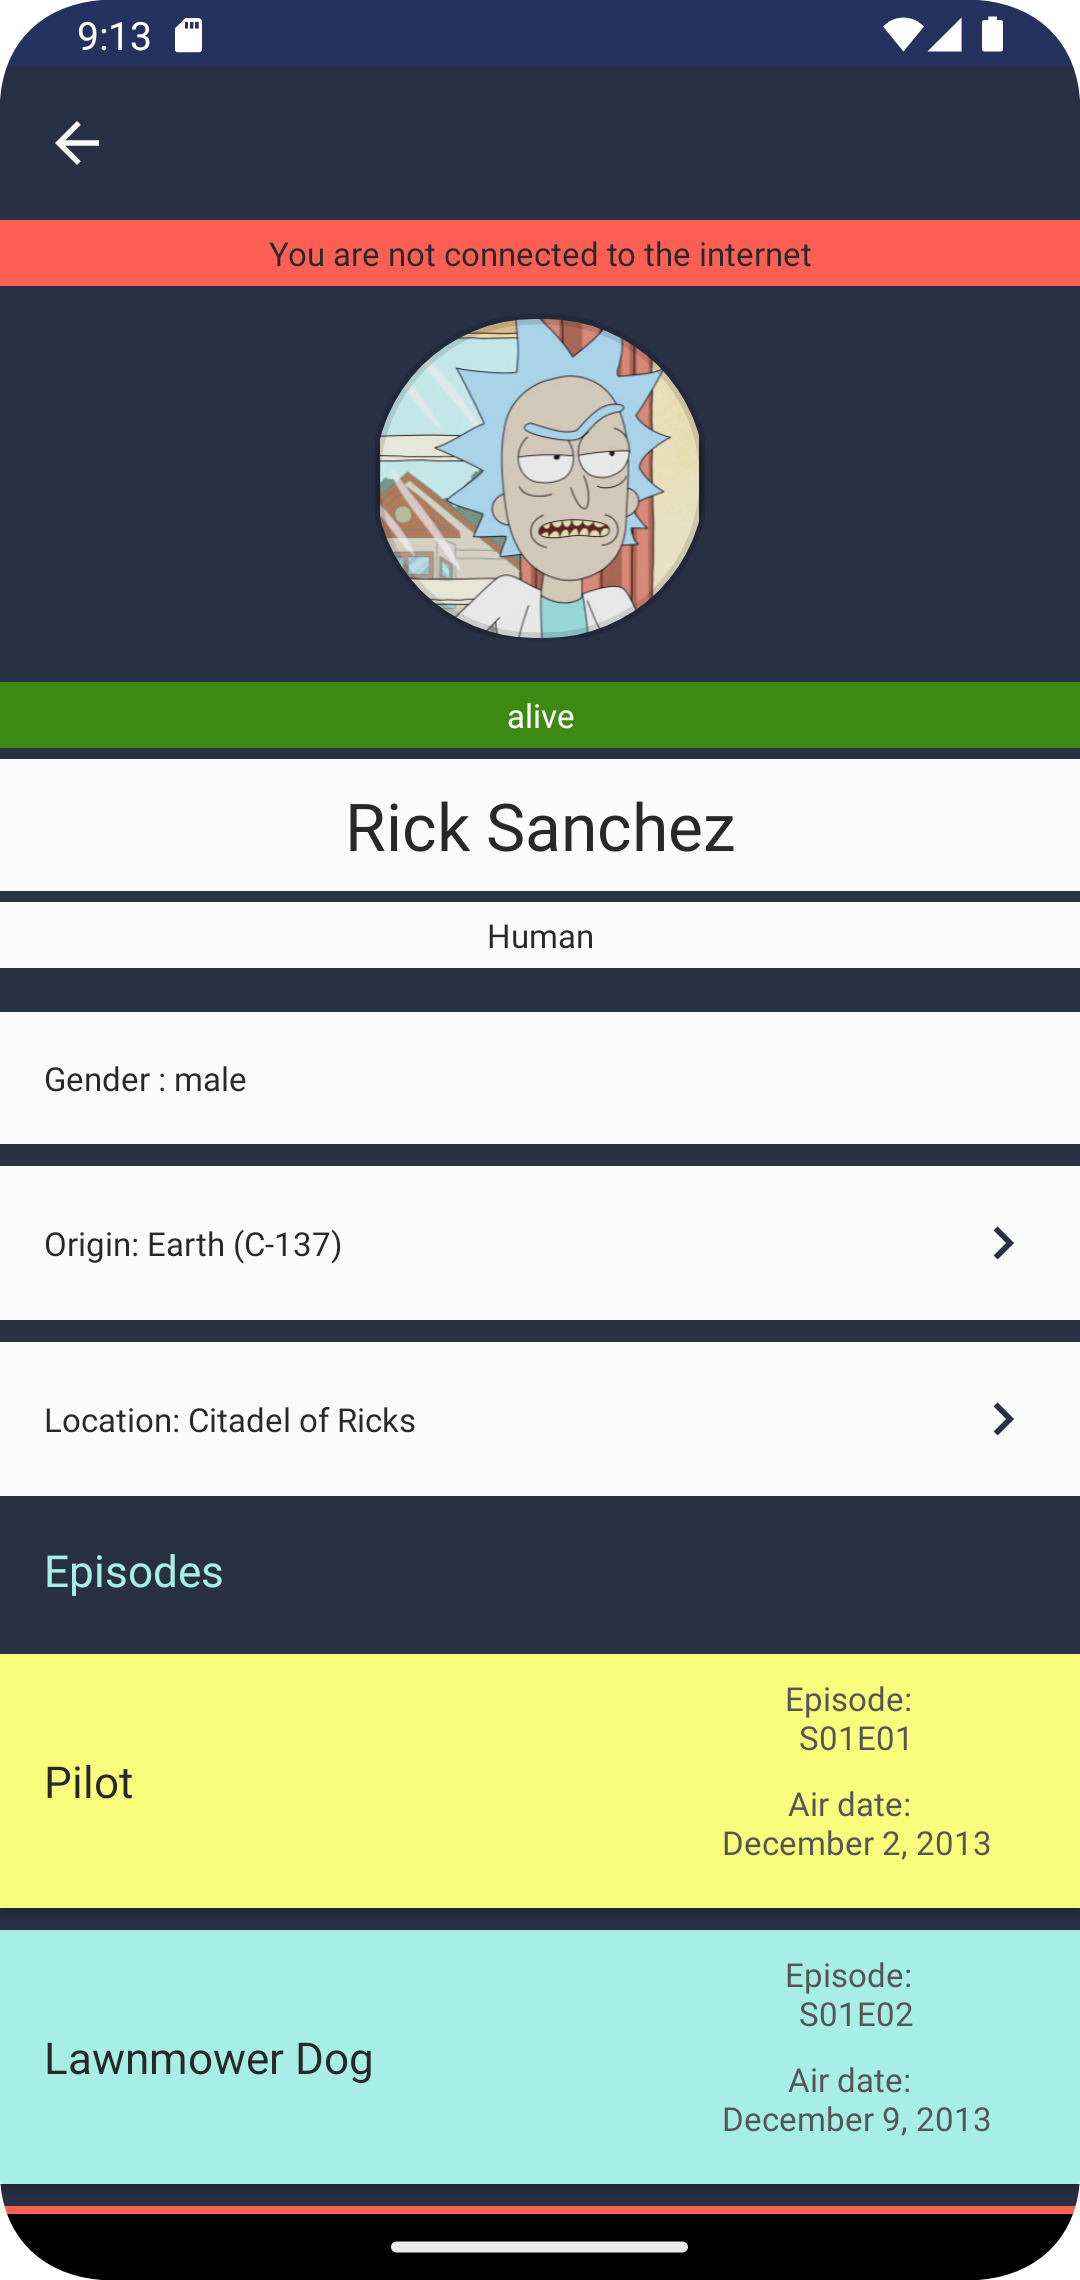 9:13
You are not connected to the internet
alive
Rick Sanchez
Human
Gender : male
Origin: Earth (C-137)
Location: Citadel of Ricks
Episodes
Pilot
Episode:
S01E01
Air date:
December 2, 2013
Lawnmower Dog
Episode:
S01E02
Air date:
December 9, 2013